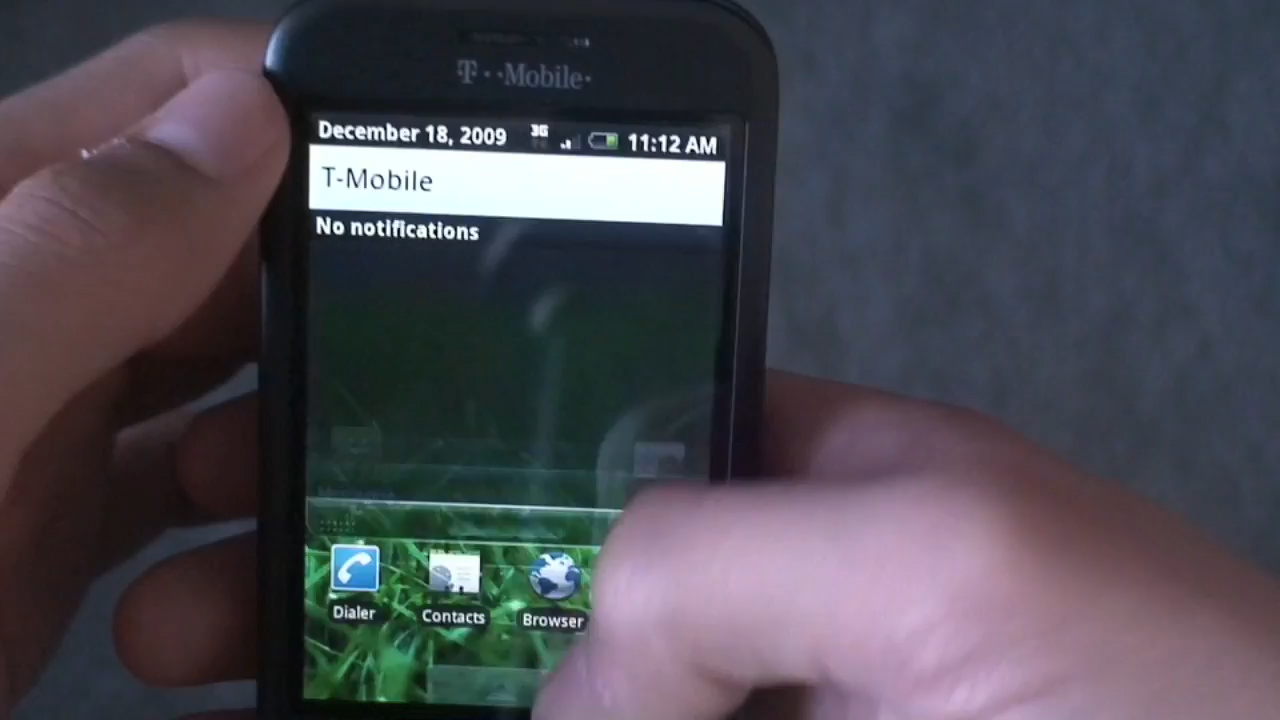 T··Mobile·
December 18, 2009 3G 11:12 AM
T-Mobile
No notifications
Dialer Contacts Browser